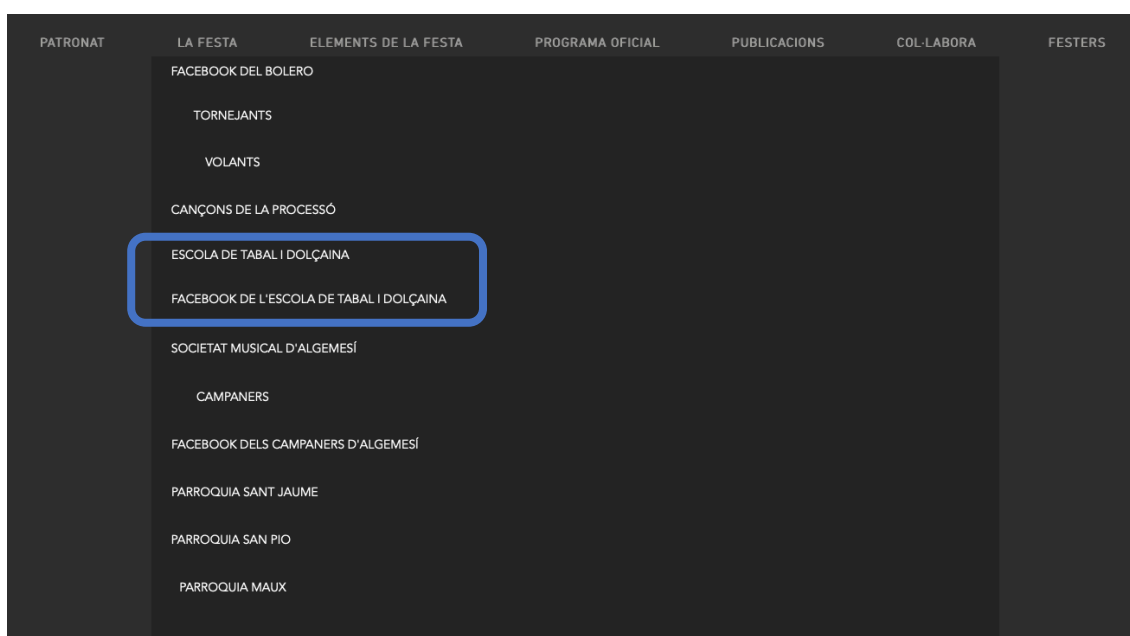 PATRONAT LA FESTA ELEMENTS DE LA FESTA PROGRAMA OFICIAL PUBLICACIONS COL·LABORA FESTERS
FACEBOOK DEL BOLERO
TORNEJANTS
VOLANTS
CANÇONS DE LA PROCESSÓ
ESCOLA DE TABAL I DOLÇAINA
FACEBOOK DE L'ESCOLA DE TABAL I DOLÇAINA
SOCIETAT MUSICAL D'ALGEMESÍ
CAMPANERS
FACEBOOK DELS CAMPANERS D'ALGEMESÍ
PARROQUIA SANT JAUME
PARROQUIA SAN PIO
PARROQUIA MAUX